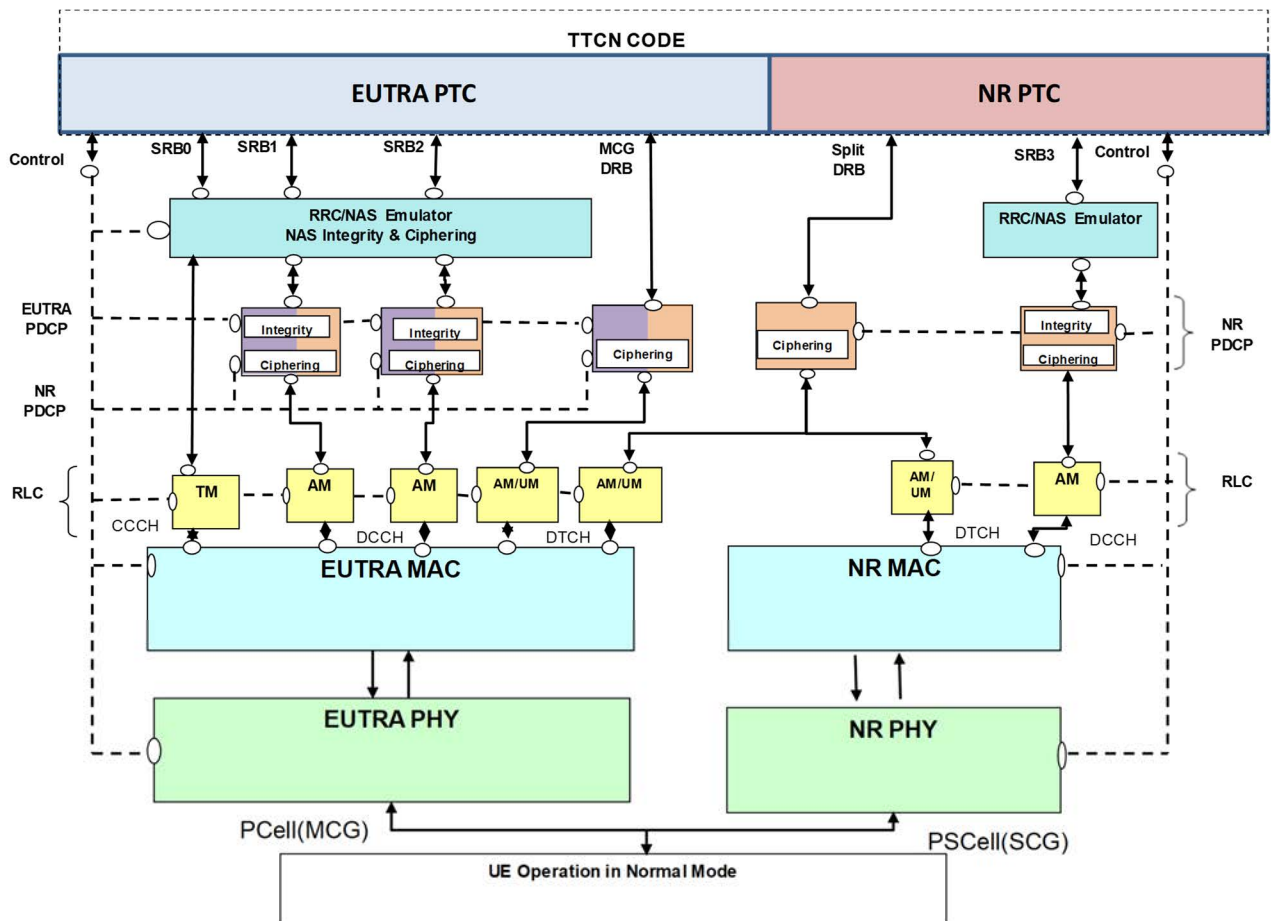 TTCN CODE
EUTRA PTC
NR PTC
Control
SRB0
SRB1
SRB2
MCG
DRB
Split
DRB
SRB3
Control
RRC/NAS Emulator
NAS Integrity & Ciphering
RRC/NAS Emulator
EUTRA
PDCP
Integrity
Ciphering
Integrity
Ciphering
Ciphering
Ciphering
Integrity
Ciphering
NR
PDCP
NR
PDCP
RLC
TM
AM
AM
AM/UM
AM/UM
AM/
UM
AM
RLC
CCCH
DCCH
DTCH
DTCH
DCCH
EUTRA MAC
NR MAC
EUTRA PHY
NR PHY
PCell(MCG)
PSCell(SCG)
UE Operation in Normal Mode